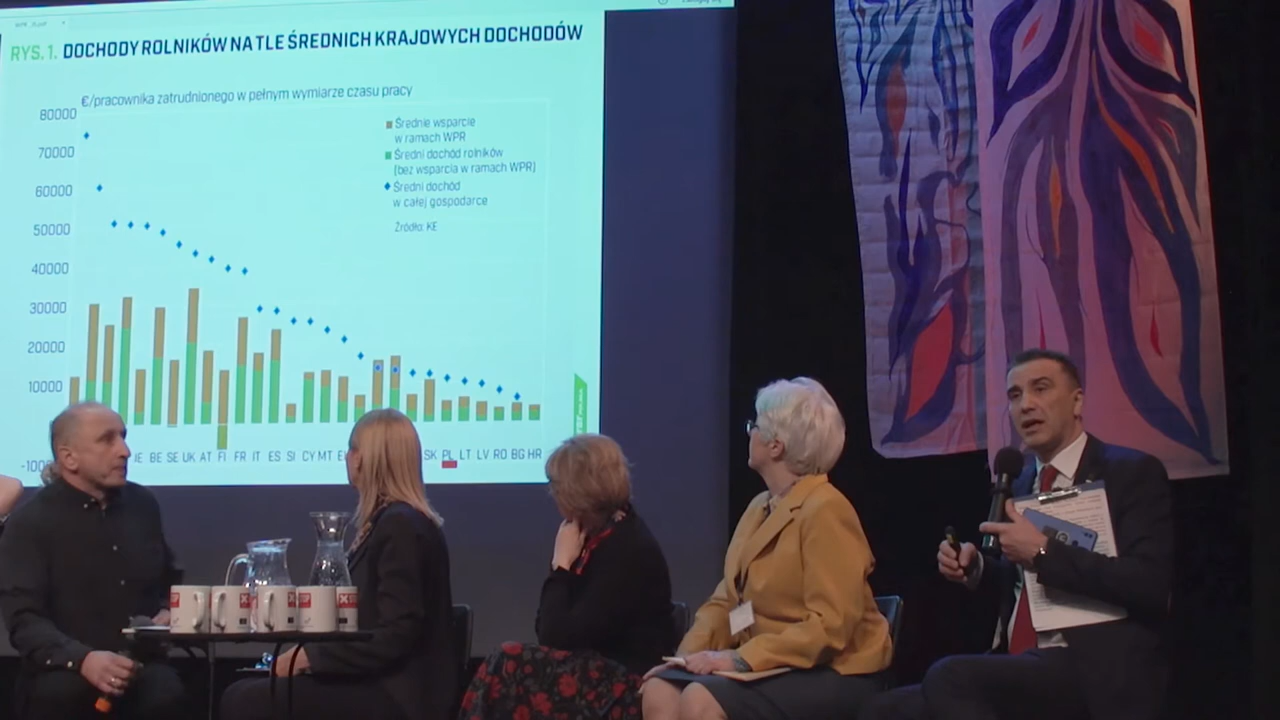 RYS. 1. DOCHODY ROLNIKÓW NA TLE ŚREDNICH KRAJOWYCH DOCHODÓW
€/pracownika zatrudnionego w pełnym wymiarze czasu pracy
80000
70000
60000
50000
40000
30000
20000
10000
Średnie wsparcie
w ramach WPR
Średni dochód rolników
(bez wsparcia w ramach WPR)
Średni dochód
w całej gospodarce
Źródło: KE
IE BE SE UK AT FI FR IT ES SI CY MT SK PL LT LV RO BG HR